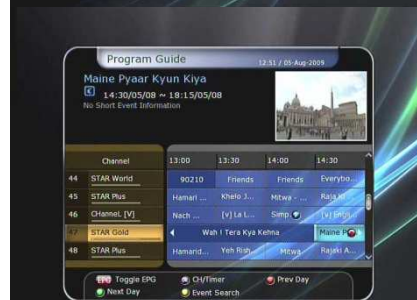 Program Guide 12:51 / 05-Aug-2009
Maine Pyaar Kyun Kiya
14:30/05/08 ~ 18:15/05/08
No Short Event Information
Channel 13:00 13:30 14:00 14:30
44 STAR World 90210 Friends Friends Everybo...
45 STAR Plus Hamari ... Khelo J... Mitwa - ... Raja Ki
46 CHanneL [V] Nach ... [v] La L... Simp [v] Engl
47 STAR Gold Wah ! Tera Kya Kehna Maine P
48 STAR Plus Hamarid... Yeh Rish... Mitwa Rajaki A...
EPG Toggle EPG CH/Timer Prev Day
Next Day Event Search